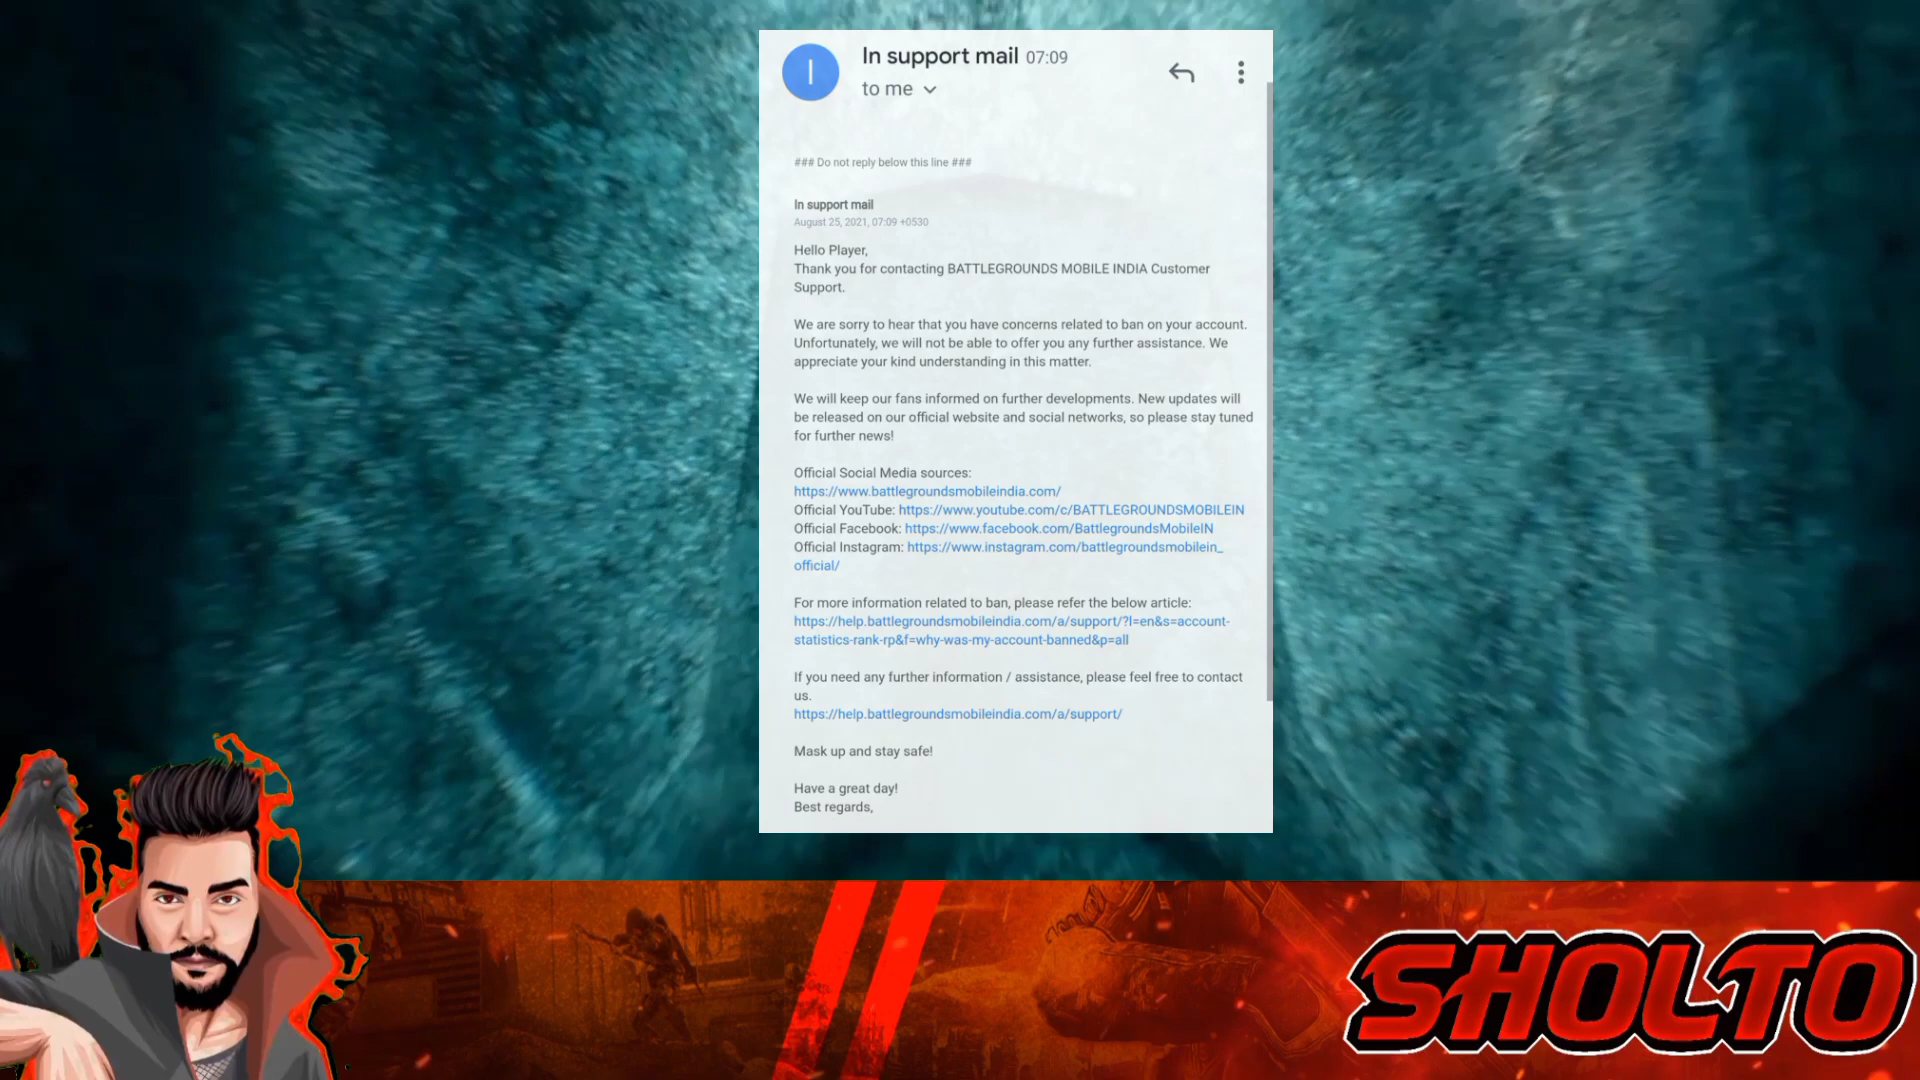 In support mail 07:09
to me
### Do not reply below this line ###
In support mail
August 25, 2021, 07:09 +0530
Hello Player,
Thank you for contacting BATTLEGROUNDS MOBILE INDIA Customer
Support.
We are sorry to hear that you have concerns related to ban on your account.
Unfortunately, we will not be able to offer you any further assistance. We
appreciate your kind understanding in this matter.
We will keep our fans informed on further developments. New updates will
be released on our official website and social networks, so please stay tuned
for further news!
Official Social Media sources:
https://www.battlegroundsmobileindia.com/
Official YouTube: https://www.youtube.com/c/BATTLEGROUNDSMOBILEIN
Official Facebook: https://www.facebook.com/BattlegroundsMobileIN
Official Instagram: https://www.instagram.com/battlegroundsmobilein_
official/
For more information related to ban, please refer the below article:
https://help.battlegroundsmobileindia.com/a/support/?l=en&s=account-
statistics-rank-rp&f=why-was-my-account-banned&p=all
If you need any further information / assistance, please feel free to contact
us.
https://help.battlegroundsmobileindia.com/a/support/
Mask up and stay safe!
Have a great day!
Best regards,
SHOLTO